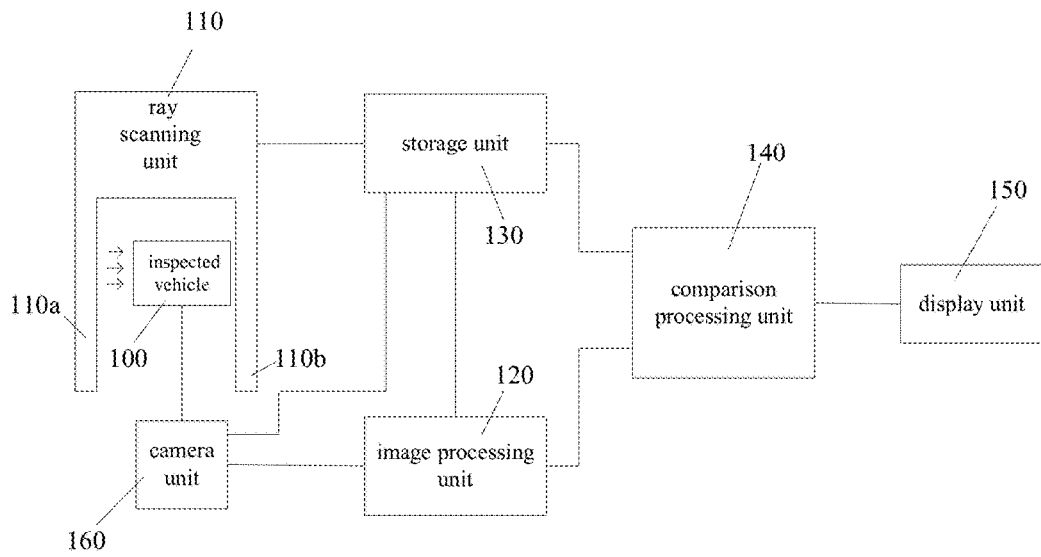 110
ray
scanning
unit
storage unit
130
140
150
inspected
vehicle
comparison
processing unit
display unit
110a
100
110b
120
camera
unit
image processing
unit
160